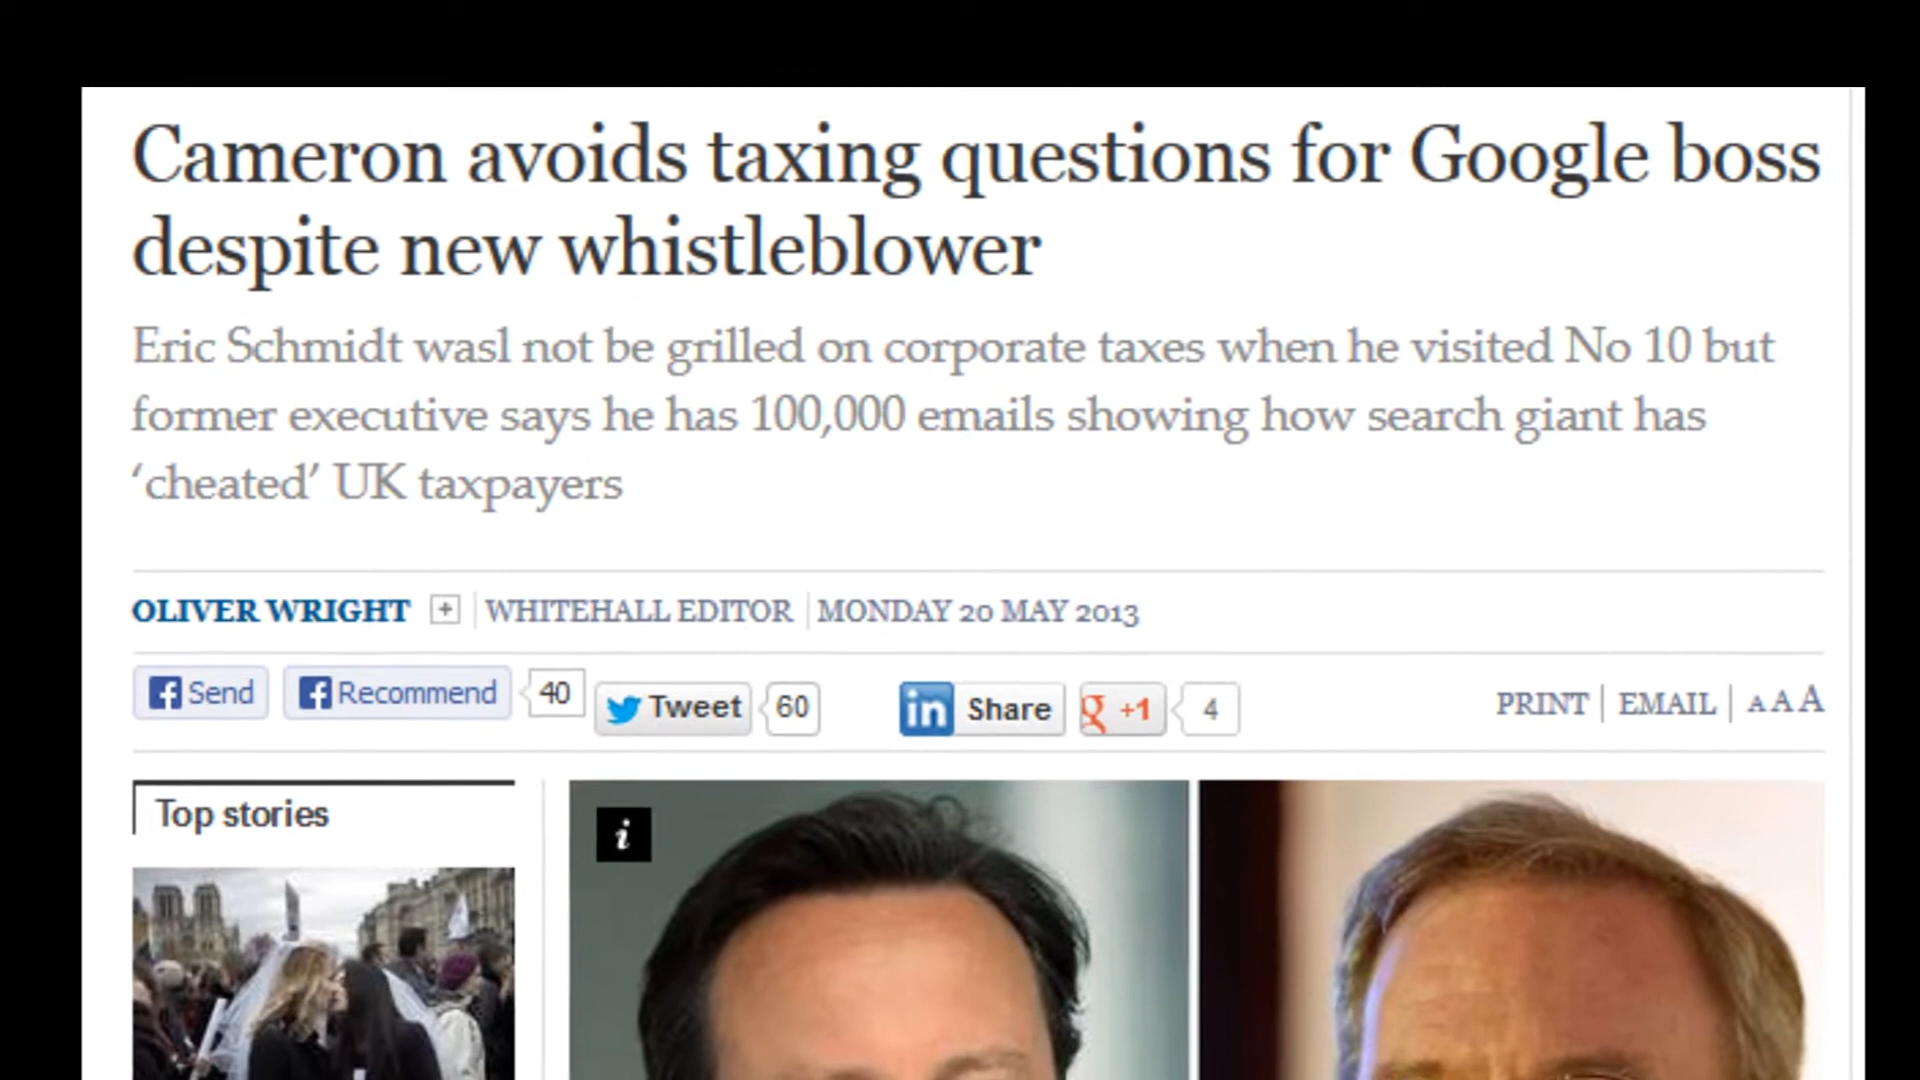 Cameron avoids taxing questions for Google boss
despite new whistleblower
Eric Schmidt wasl not be grilled on corporate taxes when he visited No 10 but
former executive says he has 100,000 emails showing how search giant has
‘cheated’ UK taxpayers
OLIVER WRIGHT + WHITEHALL EDITOR MONDAY 20 MAY 2013
Send Recommend 40 Tweet 60 in Share g +1 4 PRINT EMAIL A A A
Top stories
i